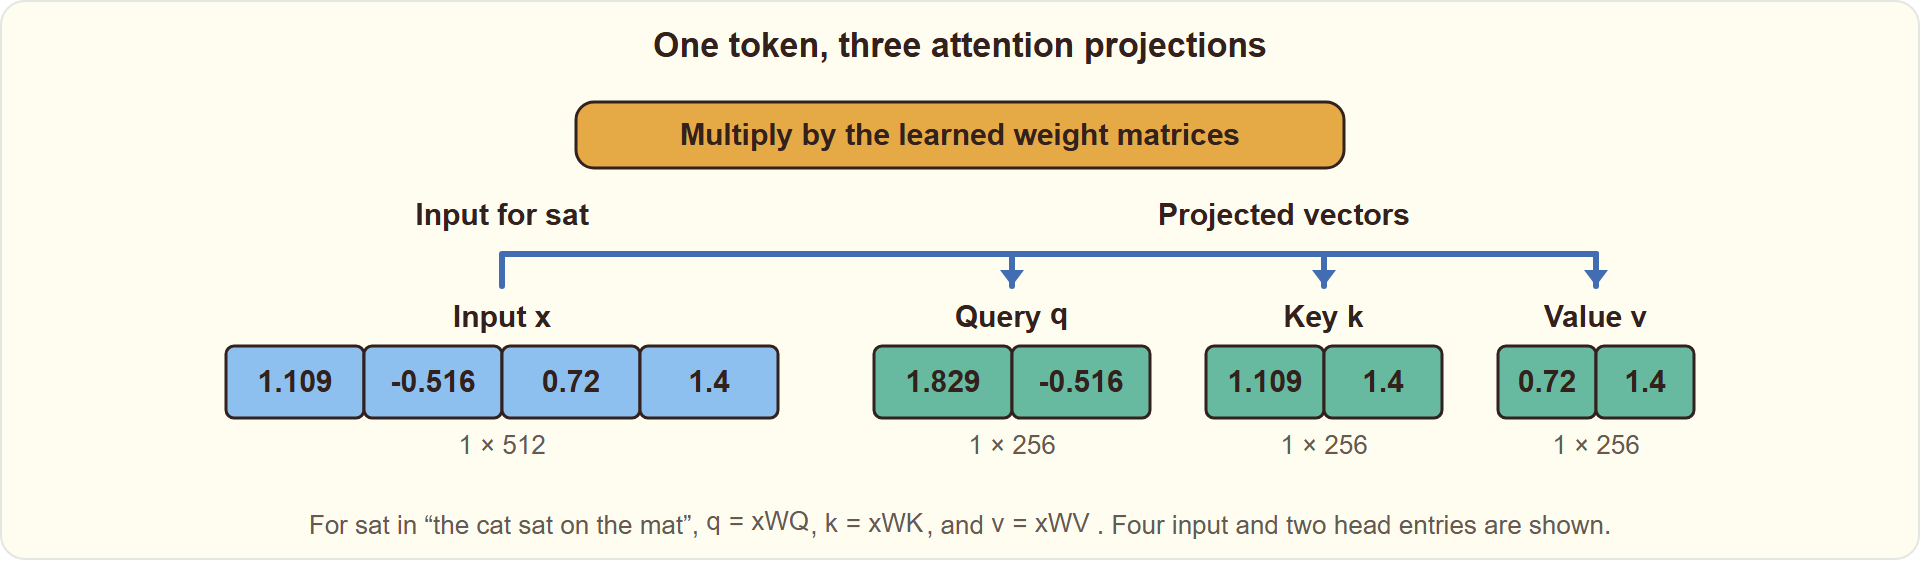 One token, three attention projections
Multiply by the learned weight matrices
Input for sat
Projected vectors
Input x
Query q
Key k
Value v
1.109 -0.516 0.72 1.4
1.829 -0.516
1.109 1.4
0.72 1.4
1 × 512
1 × 256
1 × 256
1 × 256
For sat in “the cat sat on the mat”, q = xWQ, k = xWK, and v = xWV . Four input and two head entries are shown.